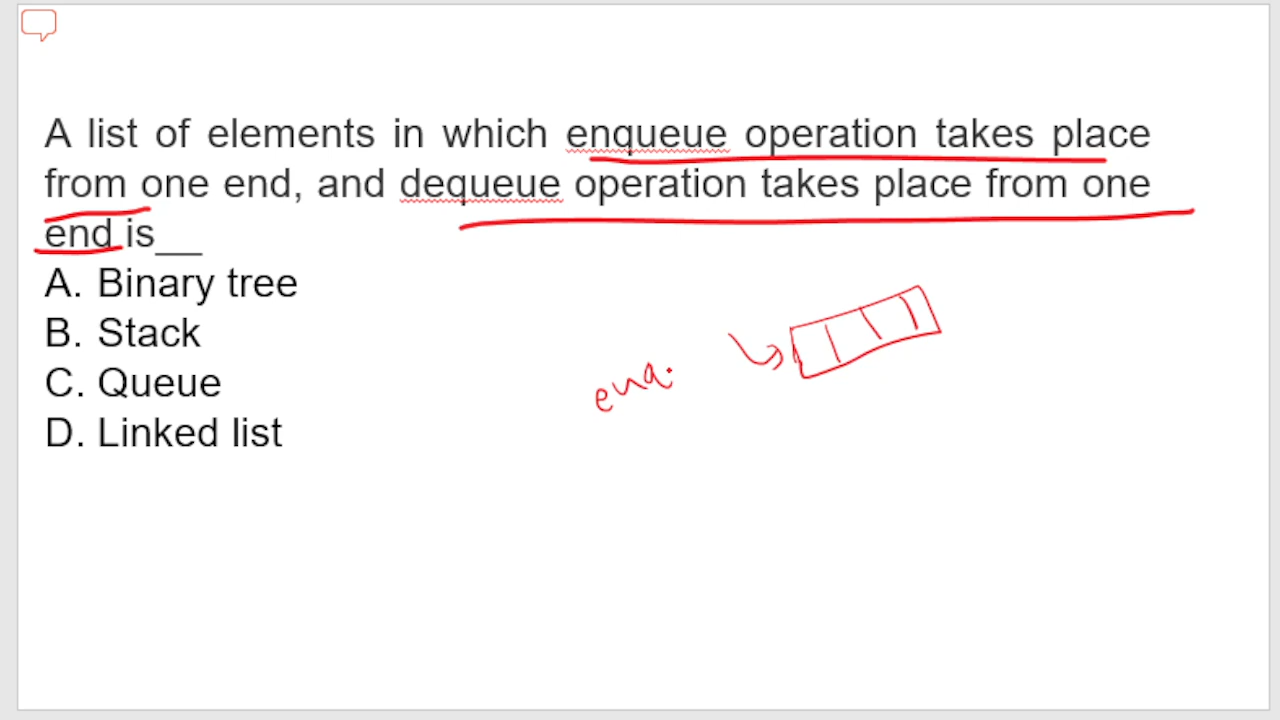 A list of elements in which enqueue operation takes place
from one end, and dequeue operation takes place from one
end is__
A. Binary tree
B. Stack
C. Queue
D. Linked list
enq.